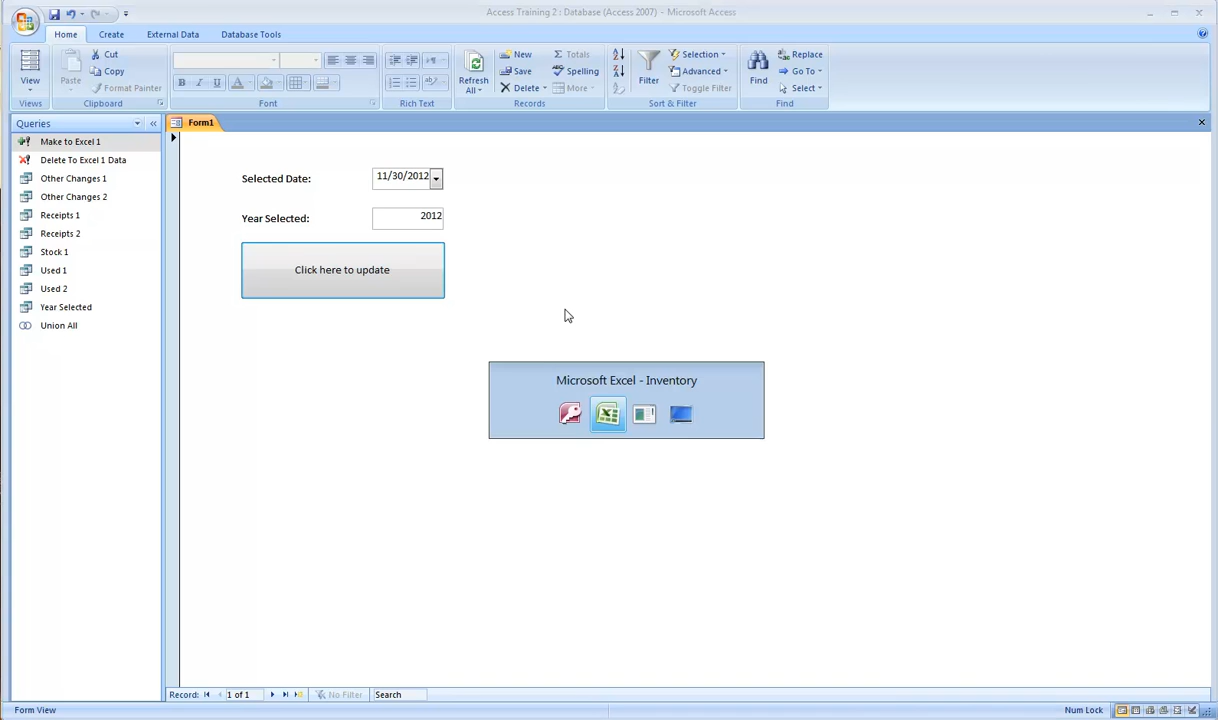 Access Training 2 : Database (Access 2007) - Microsoft Access
Home Create External Data Database Tools
View
Views
Paste
Cut
Copy
Format Painter
Clipboard
B I U A
Font
Rich Text
Refresh
All
New
Save
Delete
Totals
Spelling
More
Records
Filter
Selection
Advanced
Toggle Filter
Sort & Filter
Find
Replace
Go To
Select
Find
Queries
Make to Excel 1
Delete To Excel 1 Data
Other Changes 1
Other Changes 2
Receipts 1
Receipts 2
Stock 1
Used 1
Used 2
Year Selected
Union All
Form1
Selected Date: 11/30/2012
Year Selected: 2012
Click here to update
Microsoft Excel - Inventory
Record: 1 of 1 No Filter Search
Form View
Num Lock